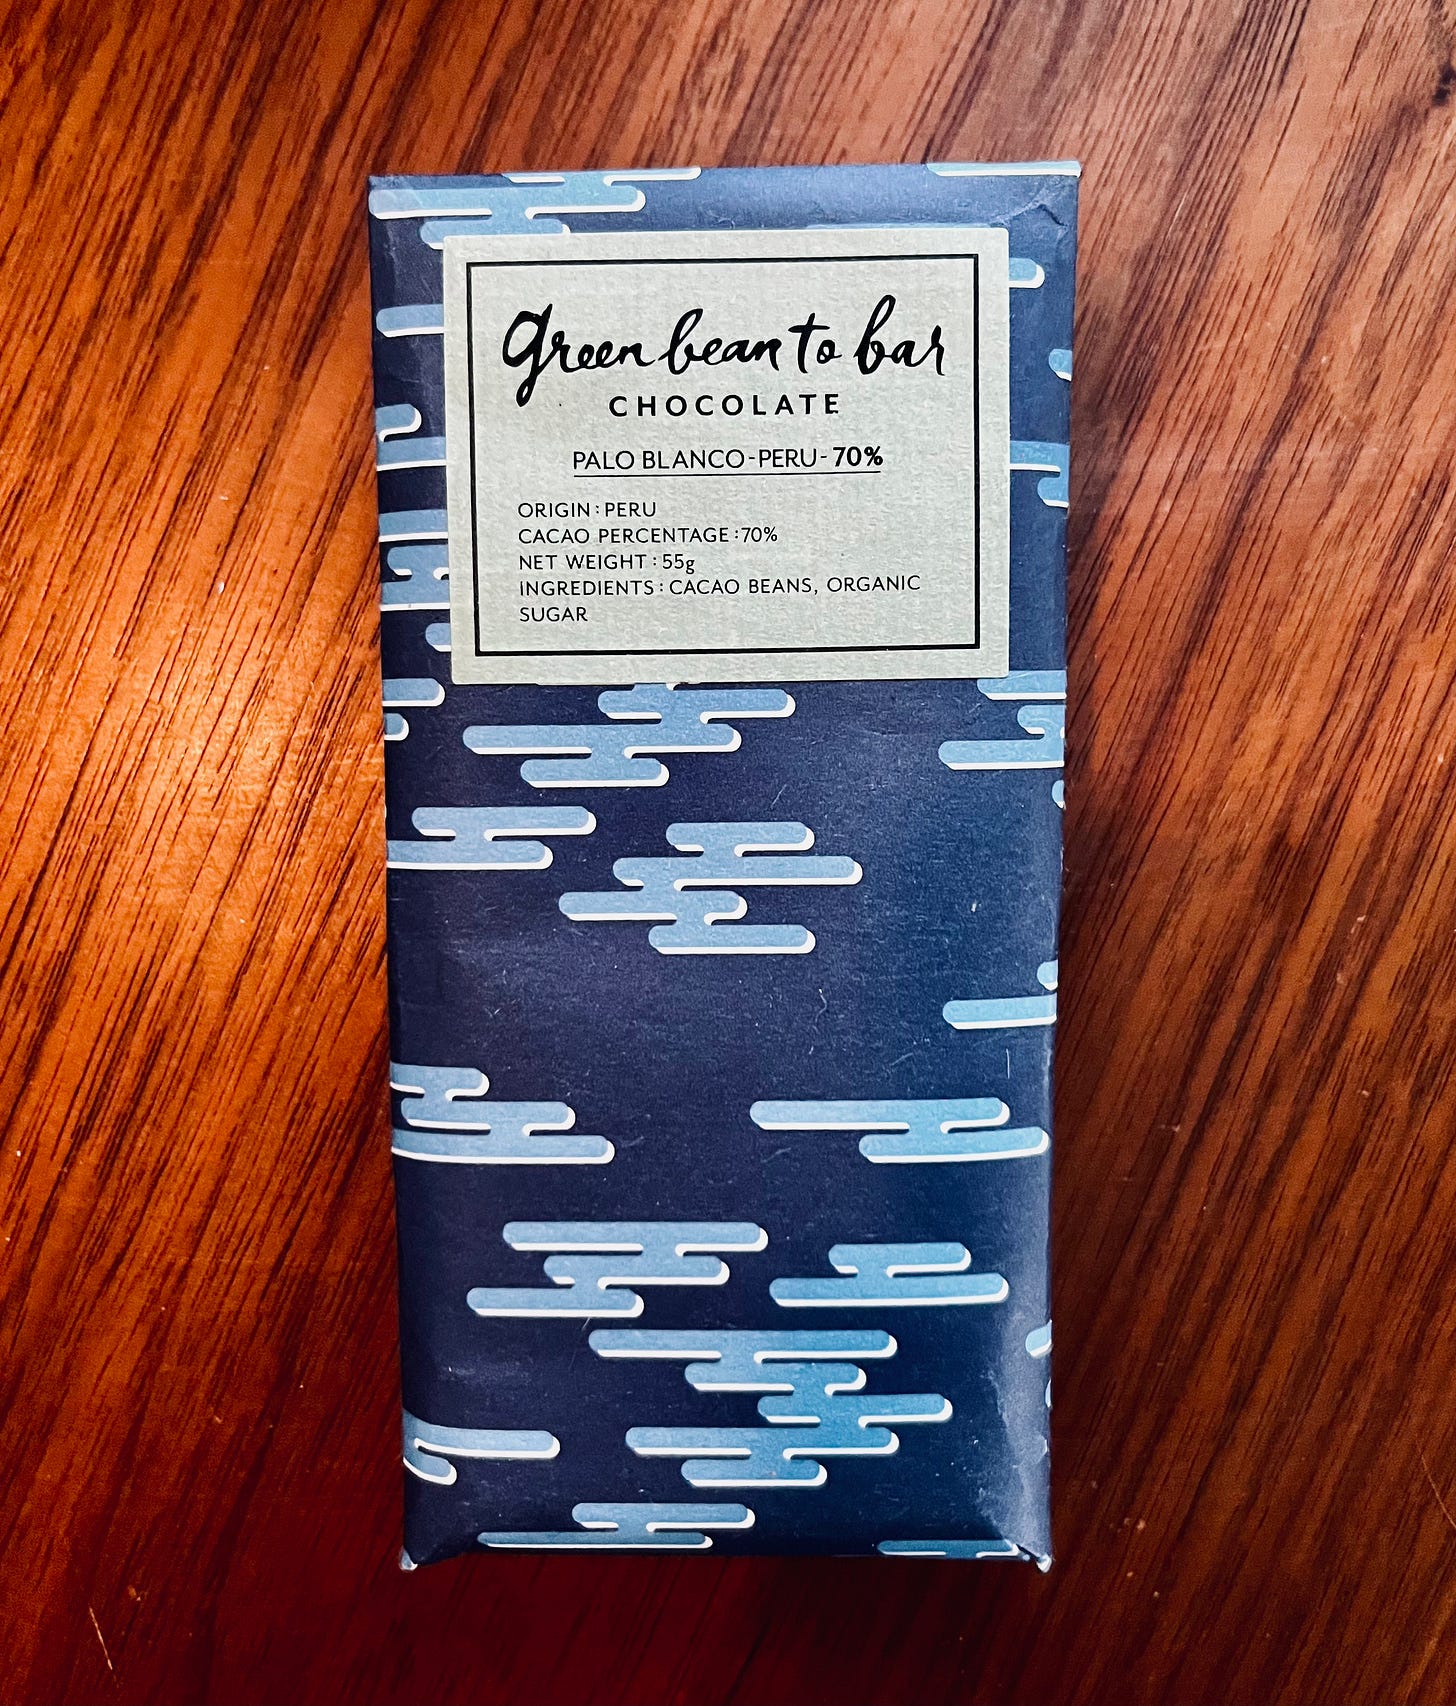 green bean to bar
CHOCOLATE
PALO BLANCO-PERU-70%
ORIGIN:PERU
CACAO PERCENTAGE:70%
NET WEIGHT:55g
INGREDIENTS:CACAO BEANS, ORGANIC
SUGAR